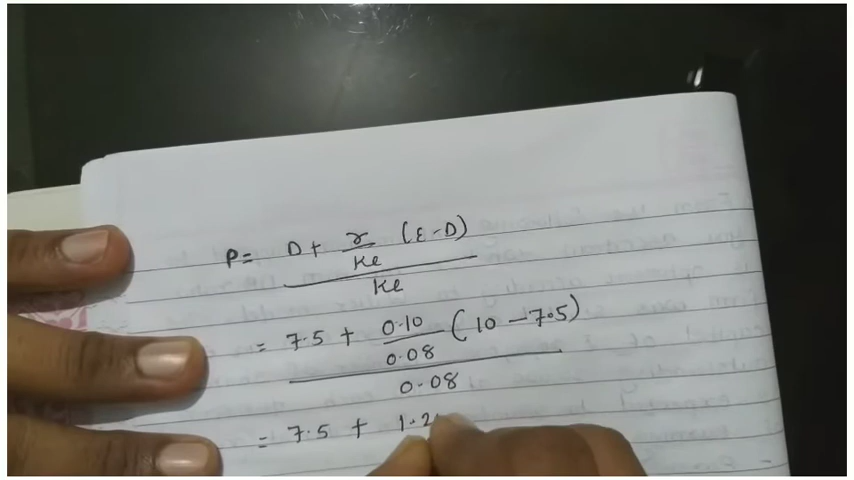 P = D + r/Ke (E-D)
Ke
= 7.5 + 0.10/0.08 (10 - 7.5)
0.08
= 7.5 + 1.2